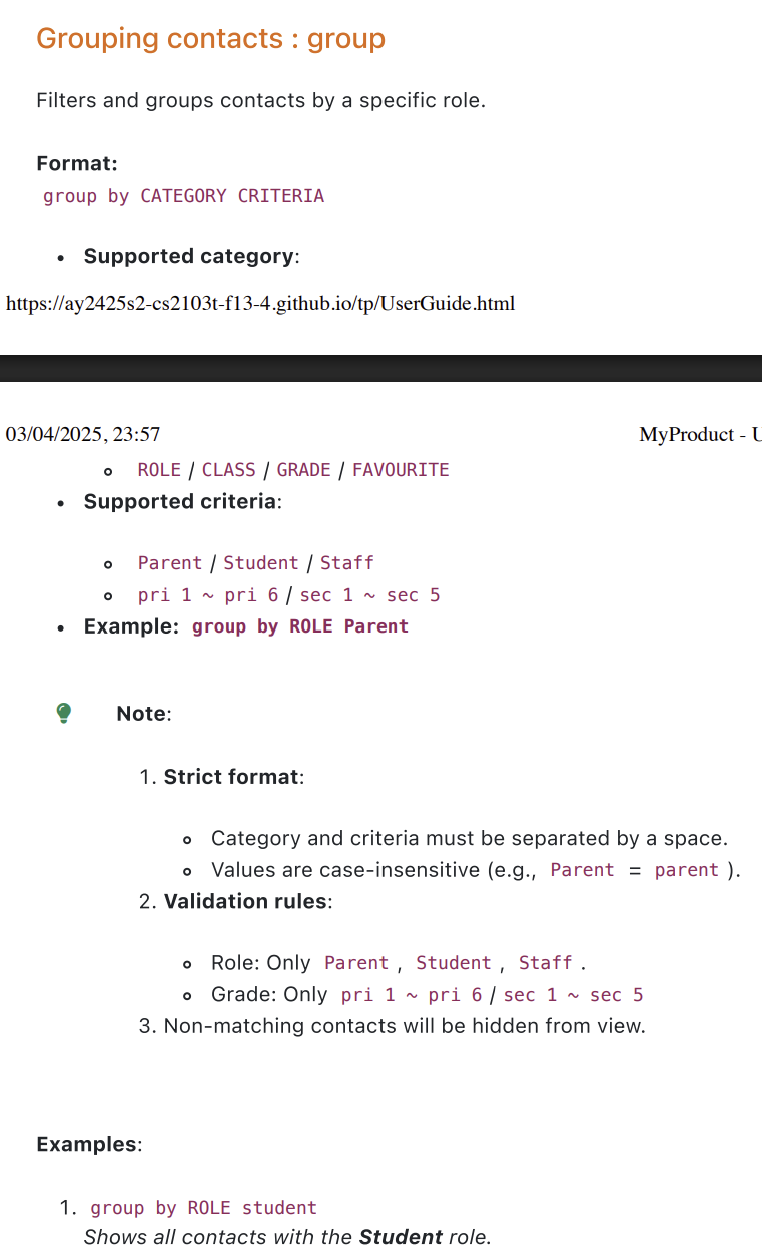 Grouping contacts : group
Filters and groups contacts by a specific role.
Format:
group by CATEGORY CRITERIA
• Supported category:
https://ay2425s2-cs2103t-f13-4.github.io/tp/UserGuide.html
03/04/2025, 23:57 MyProduct - U
ROLE / CLASS / GRADE / FAVOURITE
• Supported criteria:
Parent / Student / Staff
pri 1 ~ pri 6 / sec 1 ~ sec 5
• Example: group by ROLE Parent
Note:
1. Strict format:
Category and criteria must be separated by a space.
Values are case-insensitive (e.g., Parent = parent ).
2. Validation rules:
Role: Only Parent , Student , Staff .
Grade: Only pri 1 ~ pri 6 / sec 1 ~ sec 5
3. Non-matching contacts will be hidden from view.
Examples:
1. group by ROLE student
Shows all contacts with the Student role.